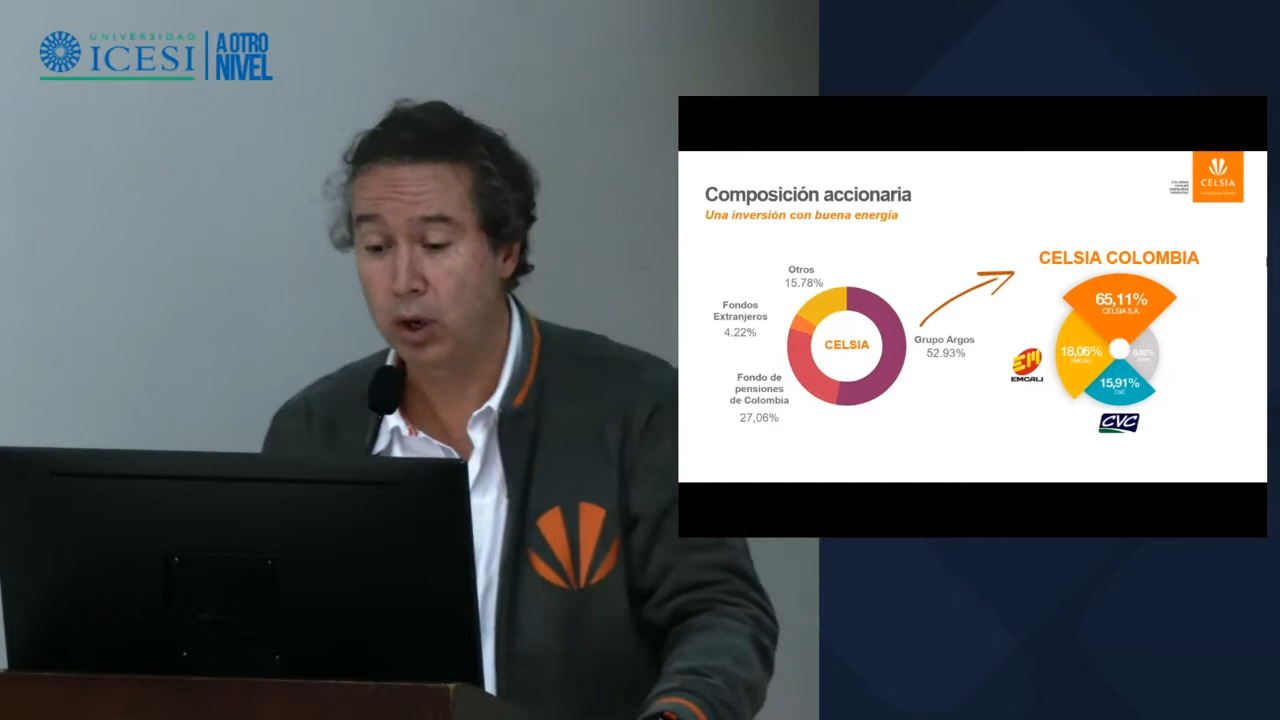 UNIVERSIDAD
ICESI
A OTRO
NIVEL
CELSIA
Composición accionaria
Una inversión con buena energía
CELSIA COLOMBIA
Otros
15.78%
Fondos
Extranjeros
4.22%
CELSIA
Grupo Argos
52.93%
Fondo de
pensiones
de Colombia
27,06%
65,11%
CELSIA S.A.
18,06%
EMCALI
15,91%
CVC
EMCALI
CVC